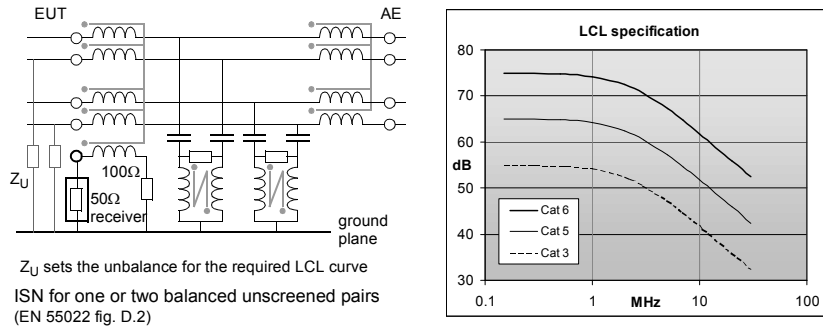 EUT
AE
100Ω
Z_U
50Ω
receiver
ground
plane
Z_U sets the unbalance for the required LCL curve
ISN for one or two balanced unscreened pairs
(EN 55022 fig. D.2)
LCL specification
80
70
60
dB
50
40
30
Cat 6
Cat 5
Cat 3
0.1
1
MHz
10
100